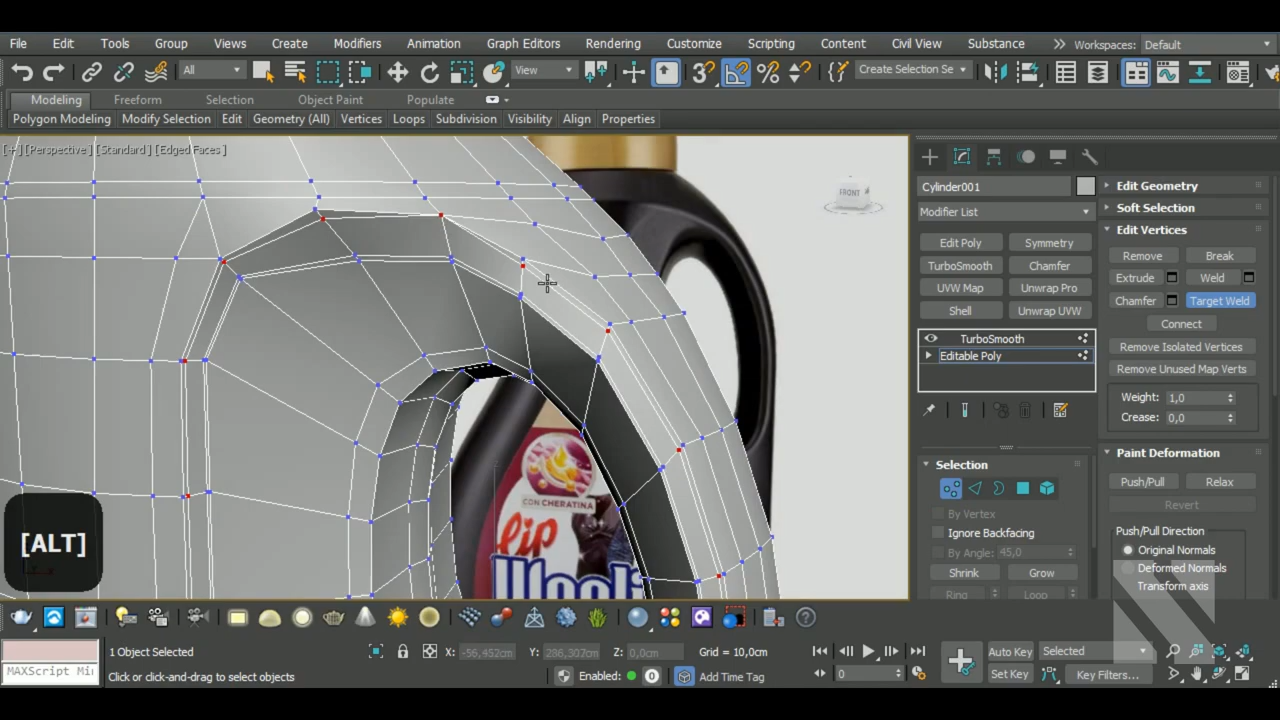 File Edit Tools Group Views Create Modifiers Animation Graph Editors Rendering Customize Scripting Content Civil View Substance Workspaces: Default
All View Create Selection Se
Modeling Freeform Selection Object Paint Populate
Polygon Modeling Modify Selection Edit Geometry (All) Vertices Loops Subdivision Visibility Align Properties
[+] [Perspective] [Standard] [Edged Faces]
FRONT
CON CHERATINA
lip
[ALT]
Cylinder001
Modifier List
Edit Poly Symmetry
TurboSmooth Chamfer
UVW Map Unwrap Pro
Shell Unwrap UVW
TurboSmooth
Editable Poly
Selection
By Vertex
Ignore Backfacing
By Angle: 45,0
Shrink Grow
Ring Loop
Edit Geometry
Soft Selection
Edit Vertices
Remove Break
Extrude Weld
Chamfer Target Weld
Connect
Remove Isolated Vertices
Remove Unused Map Verts
Weight: 1,0
Crease: 0,0
Paint Deformation
Push/Pull Relax
Revert
Push/Pull Direction
Original Normals
Deformed Normals
Transform axis
1 Object Selected X: -56,452cm Y: 286,307cm Z: 0,0cm Grid = 10,0cm Auto Key Selected
MAXScript Mi Click or click-and-drag to select objects Enabled: 0 Add Time Tag 0 Set Key Key Filters...